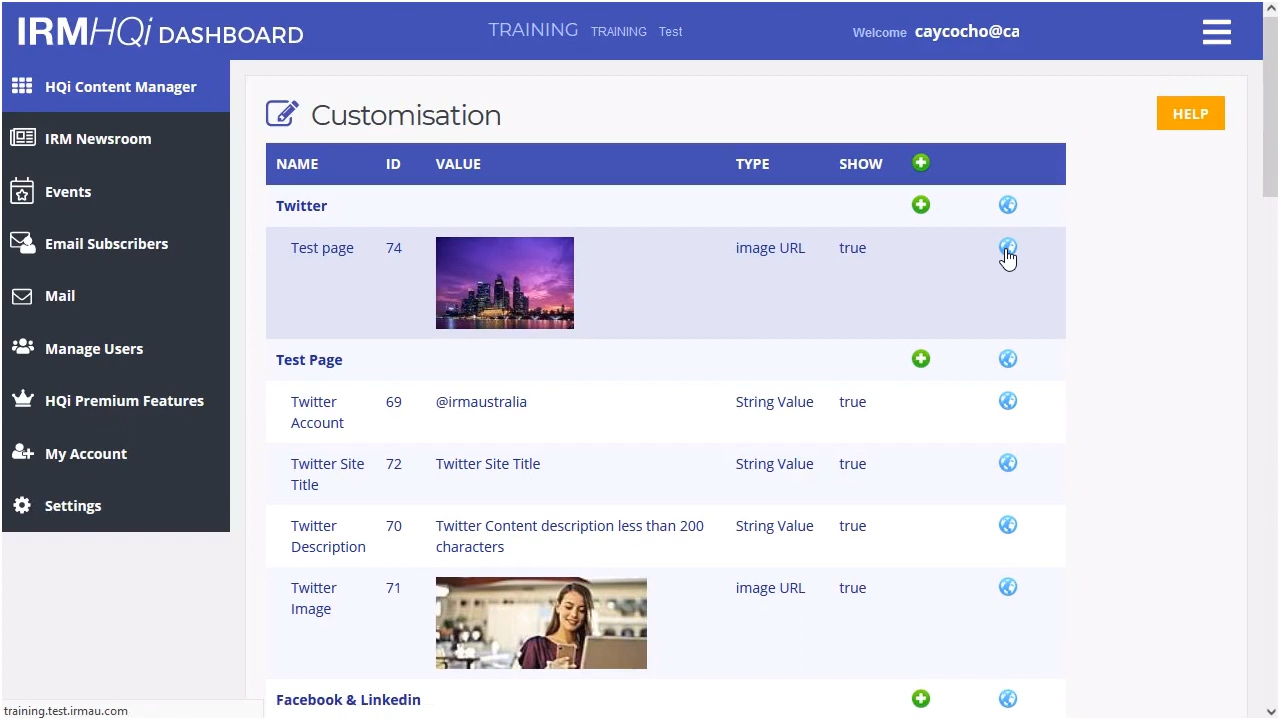 IRMHQi DASHBOARD
TRAINING TRAINING Test
Welcome caycocho@ca
HQi Content Manager
IRM Newsroom
Events
Email Subscribers
Mail
Manage Users
HQi Premium Features
My Account
Settings
Customisation
HELP
NAME ID VALUE TYPE SHOW
Twitter
Test page 74 image URL true
Test Page
Twitter Account 69 @irmaustralia String Value true
Twitter Site Title 72 Twitter Site Title String Value true
Twitter Description 70 Twitter Content description less than 200 characters String Value true
Twitter Image 71 image URL true
Facebook & Linkedin
training.test.irmau.com